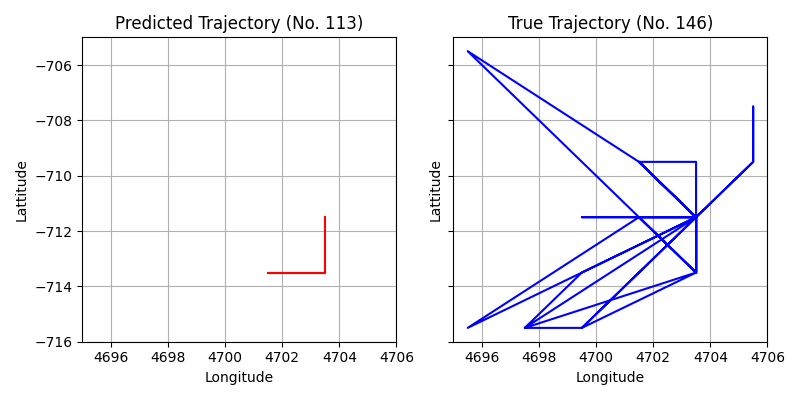 Predicted Trajectory (No. 113)
True Trajectory (No. 146)
Lattitude
−706
−708
−710
−712
−714
−716
4696 4698 4700 4702 4704 4706
Longitude
Lattitude
4696 4698 4700 4702 4704 4706
Longitude